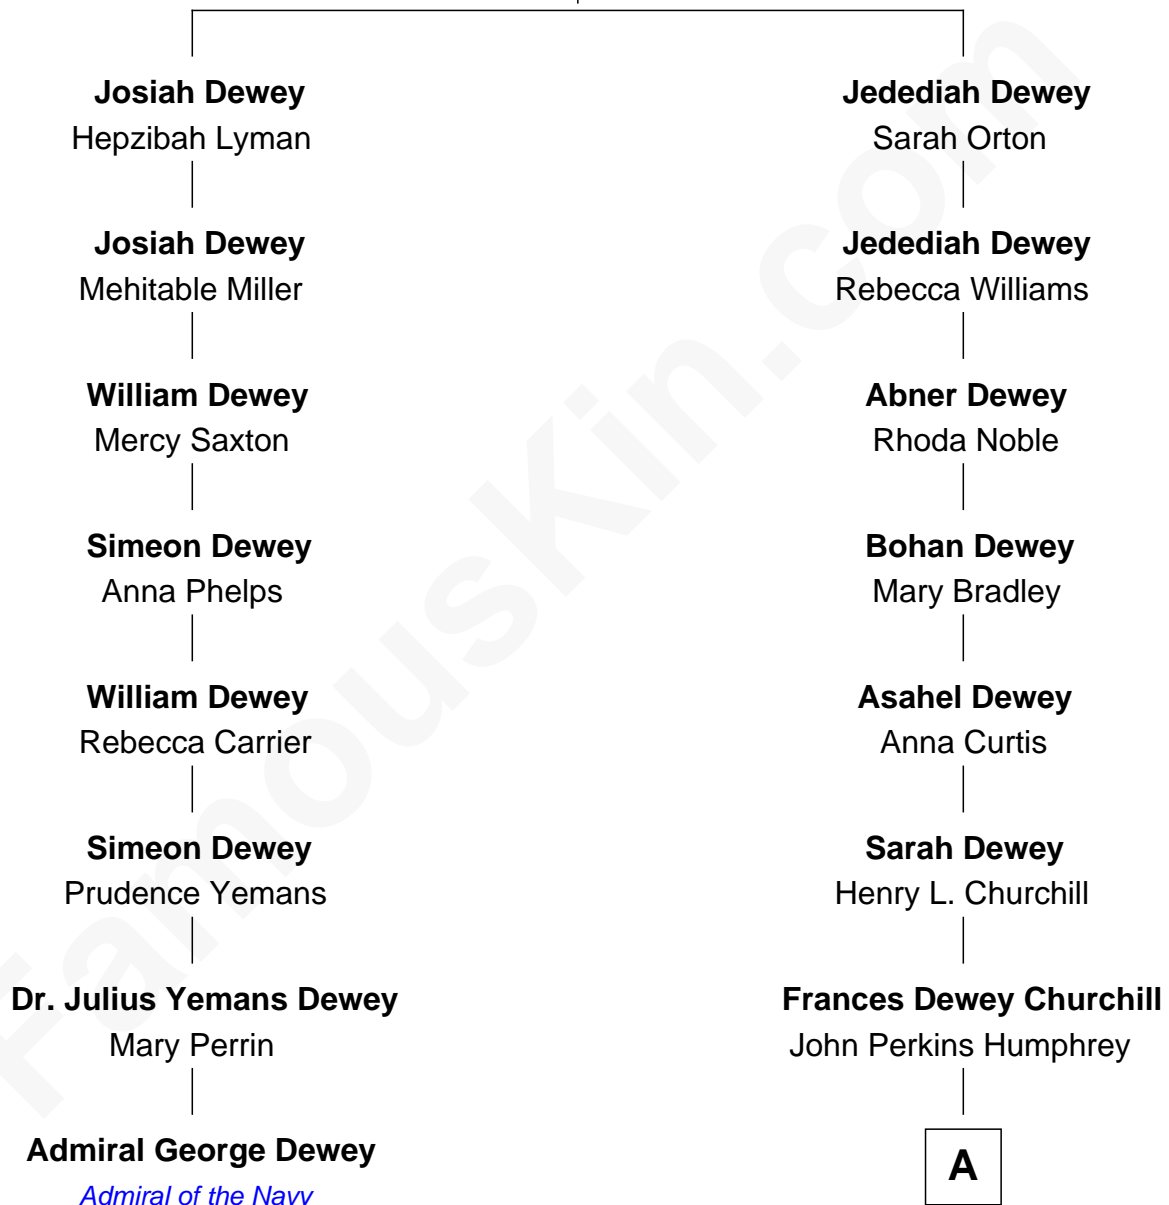 Josiah Dewey
Hepzibah Lyman
Jedediah Dewey
Sarah Orton
Josiah Dewey
Mehitable Miller
Jedediah Dewey
Rebecca Williams
William Dewey
Mercy Saxton
Abner Dewey
Rhoda Noble
Simeon Dewey
Anna Phelps
Bohan Dewey
Mary Bradley
William Dewey
Rebecca Carrier
Asahel Dewey
Anna Curtis
Simeon Dewey
Prudence Yemans
Sarah Dewey
Henry L. Churchill
Dr. Julius Yemans Dewey
Mary Perrin
Frances Dewey Churchill
John Perkins Humphrey
Admiral George Dewey
Admiral of the Navy
A
FamousKin.com